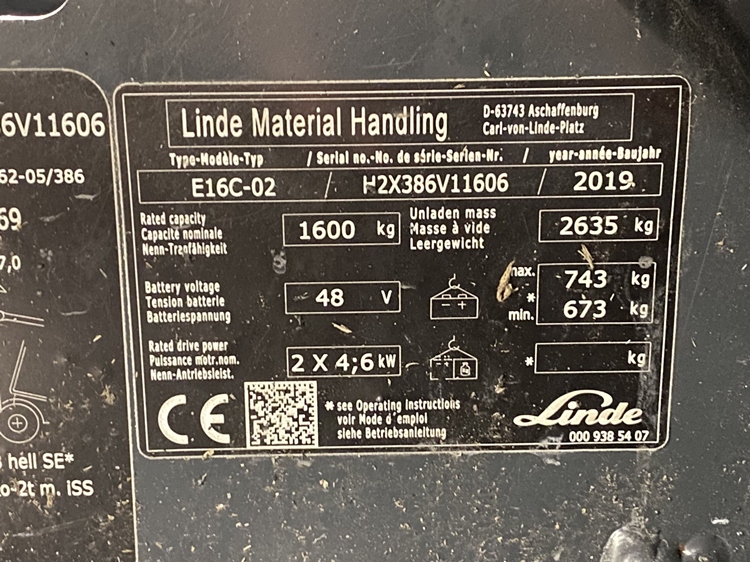 6V11606
62-05/386
69
7,0
hell SE*
o-2t m. iSS
Linde Material Handling
D-63743 Aschaffenburg
Carl-von-Linde-Platz
Type-Modèle-Typ / Serial no.-No. de série-Serien-Nr. / year-année-Baujahr
E16C-02 / H2X386V11606 / 2019
Rated capacity
Capacité nominale
Nenn-Tranfähigkeit
1600 kg
Unladen mass
Masse à vide
Leergewicht
2635 kg
Battery voltage
Tension batterie
Batteriespannung
48 V
max. 743 kg
* min. 673 kg
Rated drive power
Puissance motr.nom.
Nenn-Antriebsleist.
2 X 4;6 kW
* kg
CE
* see Operating Instructions
voir Mode d'emploi
siehe Betriebsanleitung
Linde
000 938 54 07